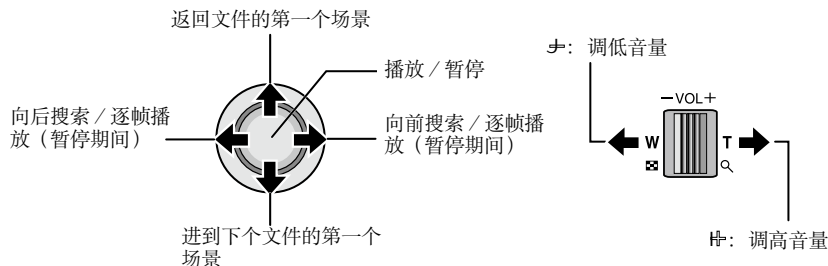 返回文件的第一个场景
播放／暂停
向后搜索／逐帧播
放（暂停期间）
向前搜索／逐帧播
放（暂停期间）
进到下个文件的第一个
场景
：调低音量
－VOL＋
W
T
：调高音量